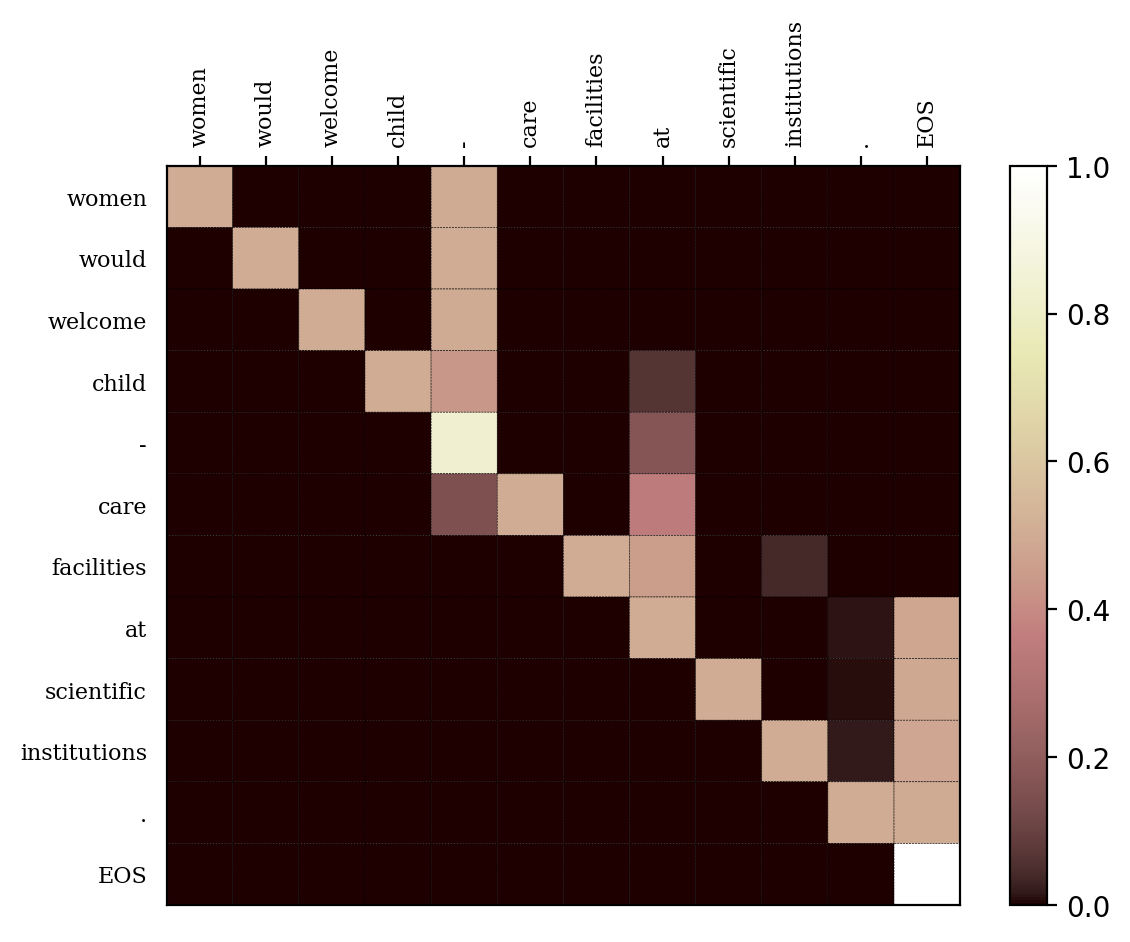 women would welcome child - care facilities at scientific institutions . EOS
women
would
welcome
child
-
care
facilities
at
scientific
institutions
.
EOS
1.0
0.8
0.6
0.4
0.2
0.0